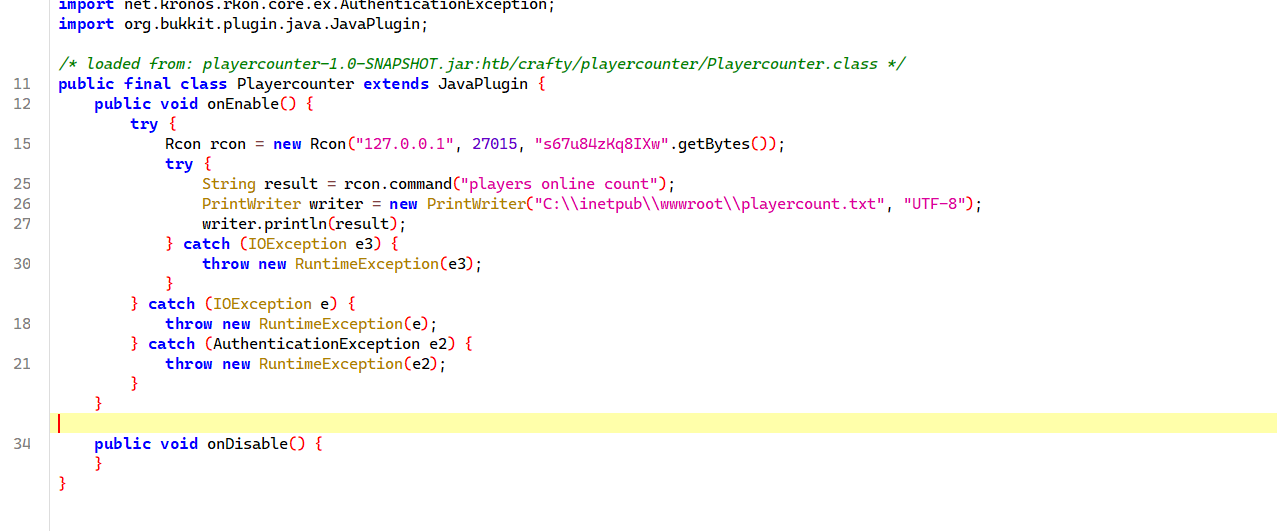 import net.kronos.rkon.core.ex.AuthenticationException;
import org.bukkit.plugin.java.JavaPlugin;
/* loaded from: playercounter-1.0-SNAPSHOT.jar:htb/crafty/playercounter/Playercounter.class */
11 public final class Playercounter extends JavaPlugin {
12     public void onEnable() {
        try {
15             Rcon rcon = new Rcon("127.0.0.1", 27015, "s67u84zKq8IXw".getBytes());
            try {
25                 String result = rcon.command("players online count");
26                 PrintWriter writer = new PrintWriter("C:\\inetpub\\wwwroot\\playercount.txt", "UTF-8");
27                 writer.println(result);
            } catch (IOException e3) {
30                 throw new RuntimeException(e3);
            }
        } catch (IOException e) {
18             throw new RuntimeException(e);
        } catch (AuthenticationException e2) {
21             throw new RuntimeException(e2);
        }
    }
34     public void onDisable() {
    }
}